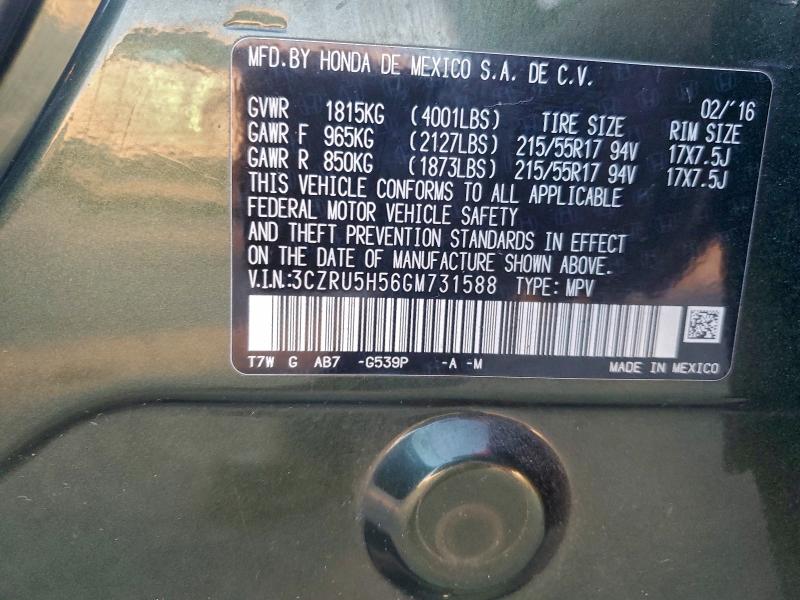 MFD.BY HONDA DE MEXICO S.A. DE C.V.
02/'16
GVWR 1815KG (4001LBS) TIRE SIZE RIM SIZE
GAWR F 965KG (2127LBS) 215/55R17 94V 17X7.5J
GAWR R 850KG (1873LBS) 215/55R17 94V 17X7.5J
THIS VEHICLE CONFORMS TO ALL APPLICABLE
FEDERAL MOTOR VEHICLE SAFETY
AND THEFT PREVENTION STANDARDS IN EFFECT
ON THE DATE OF MANUFACTURE SHOWN ABOVE.
V.I.N:3CZRU5H56GM731588 TYPE: MPV
T7W G AB7 -G539P -A -M
MADE IN MEXICO